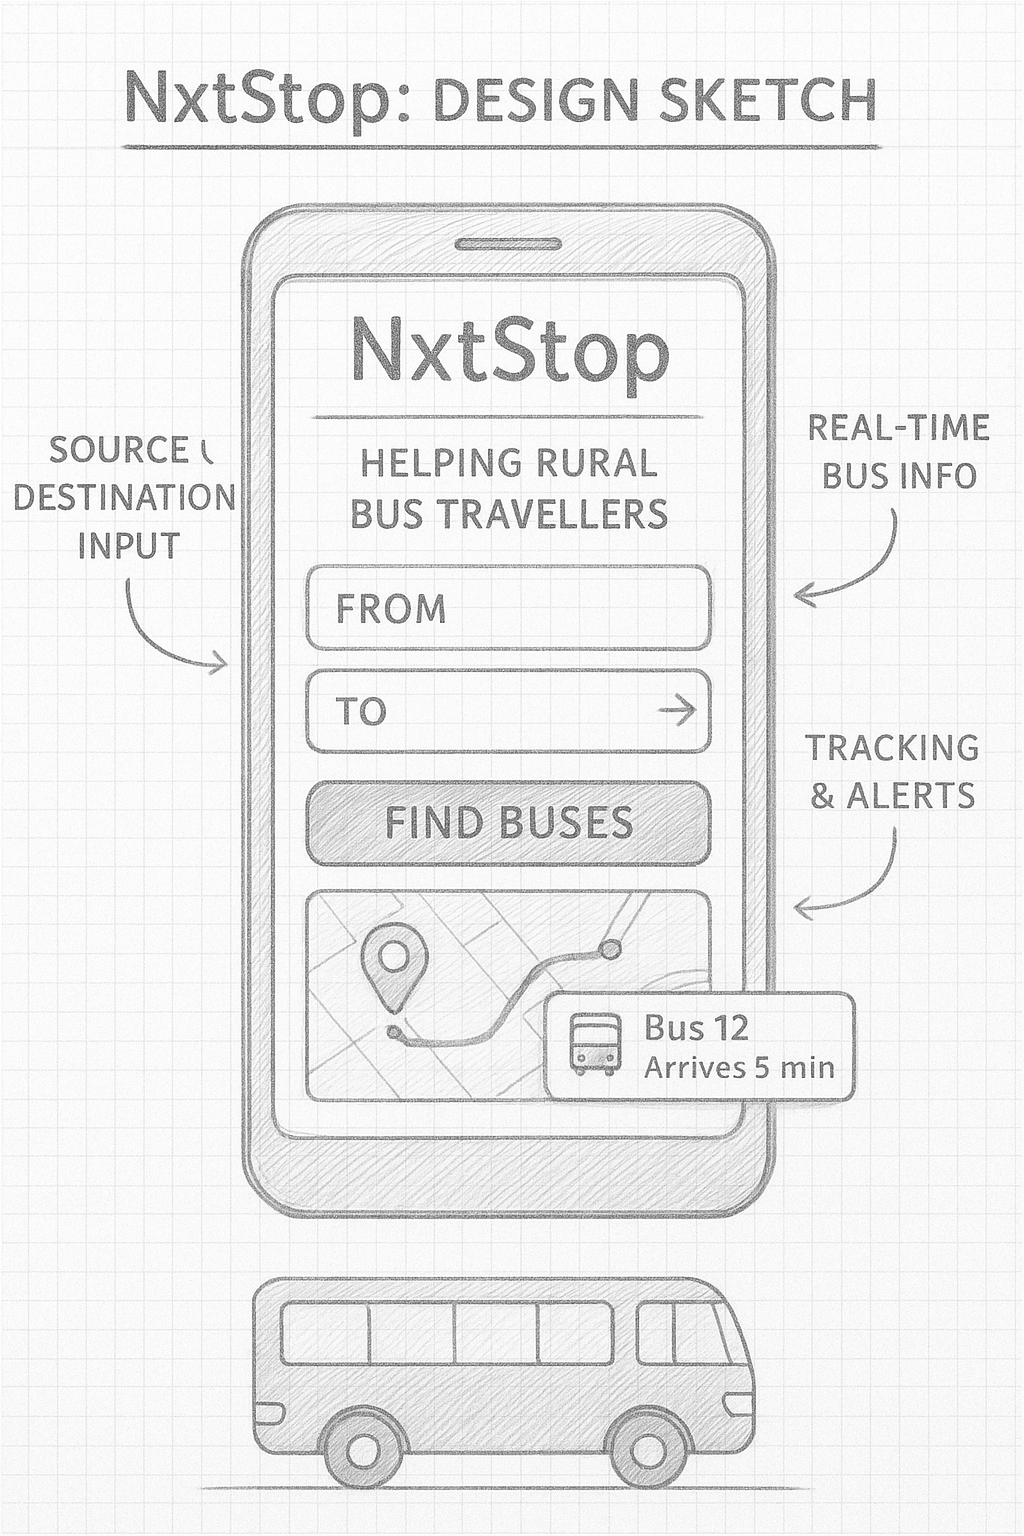 NxtStop: DESIGN SKETCH
NxtStop
HELPING RURAL
BUS TRAVELLERS
SOURCE
DESTINATION
INPUT
REAL-TIME
BUS INFO
FROM
TO
FIND BUSES
TRACKING
& ALERTS
Bus 12
Arrives 5 min